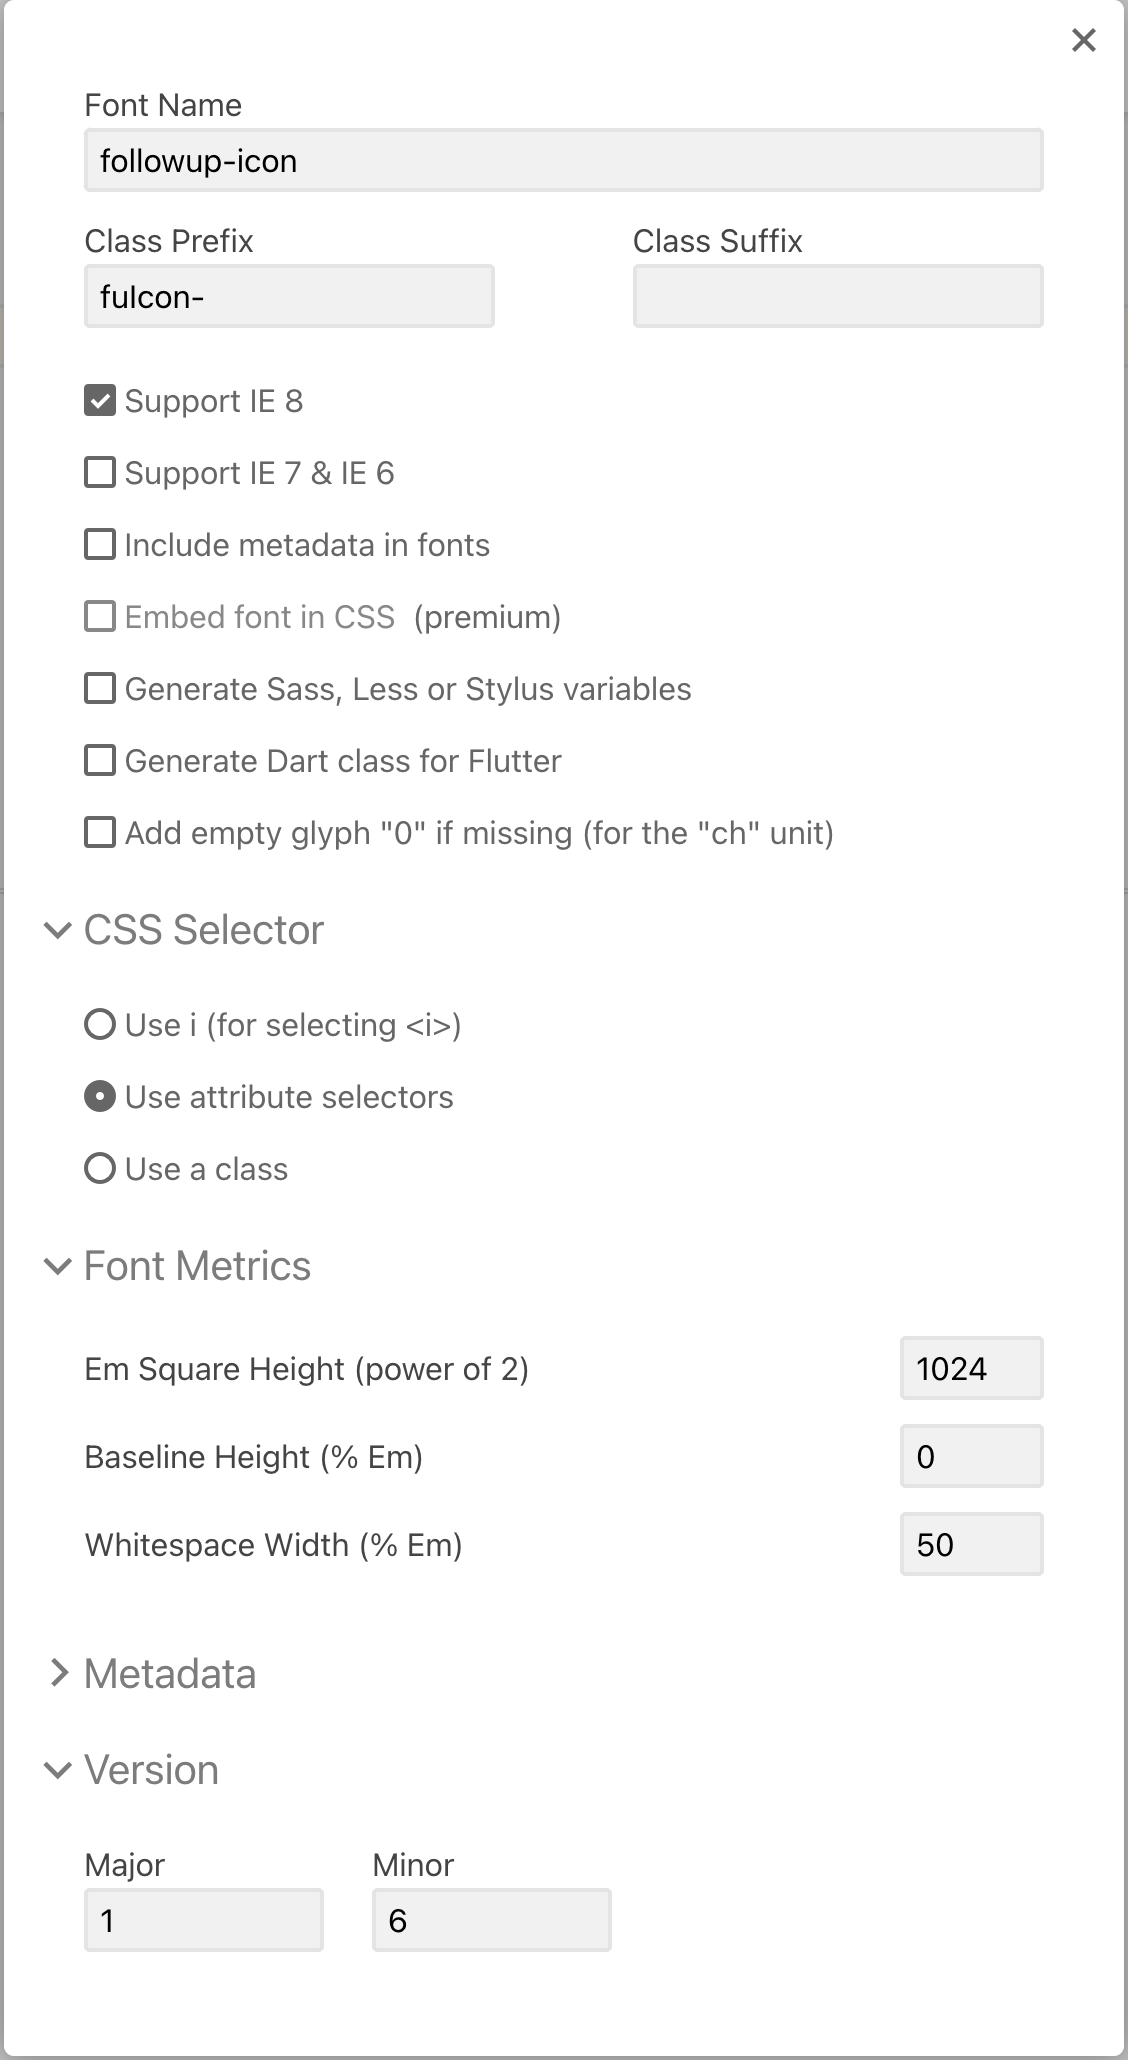 Font Name
followup-icon
Class Prefix
Class Suffix
fulcon-
Support IE 8
Support IE 7 & IE 6
Include metadata in fonts
Embed font in CSS (premium)
Generate Sass, Less or Stylus variables
Generate Dart class for Flutter
Add empty glyph "0" if missing (for the "ch" unit)
CSS Selector
Use i (for selecting <i>)
Use attribute selectors
Use a class
Font Metrics
Em Square Height (power of 2)
1024
Baseline Height (% Em)
0
Whitespace Width (% Em)
50
Metadata
Version
Major
Minor
1
6